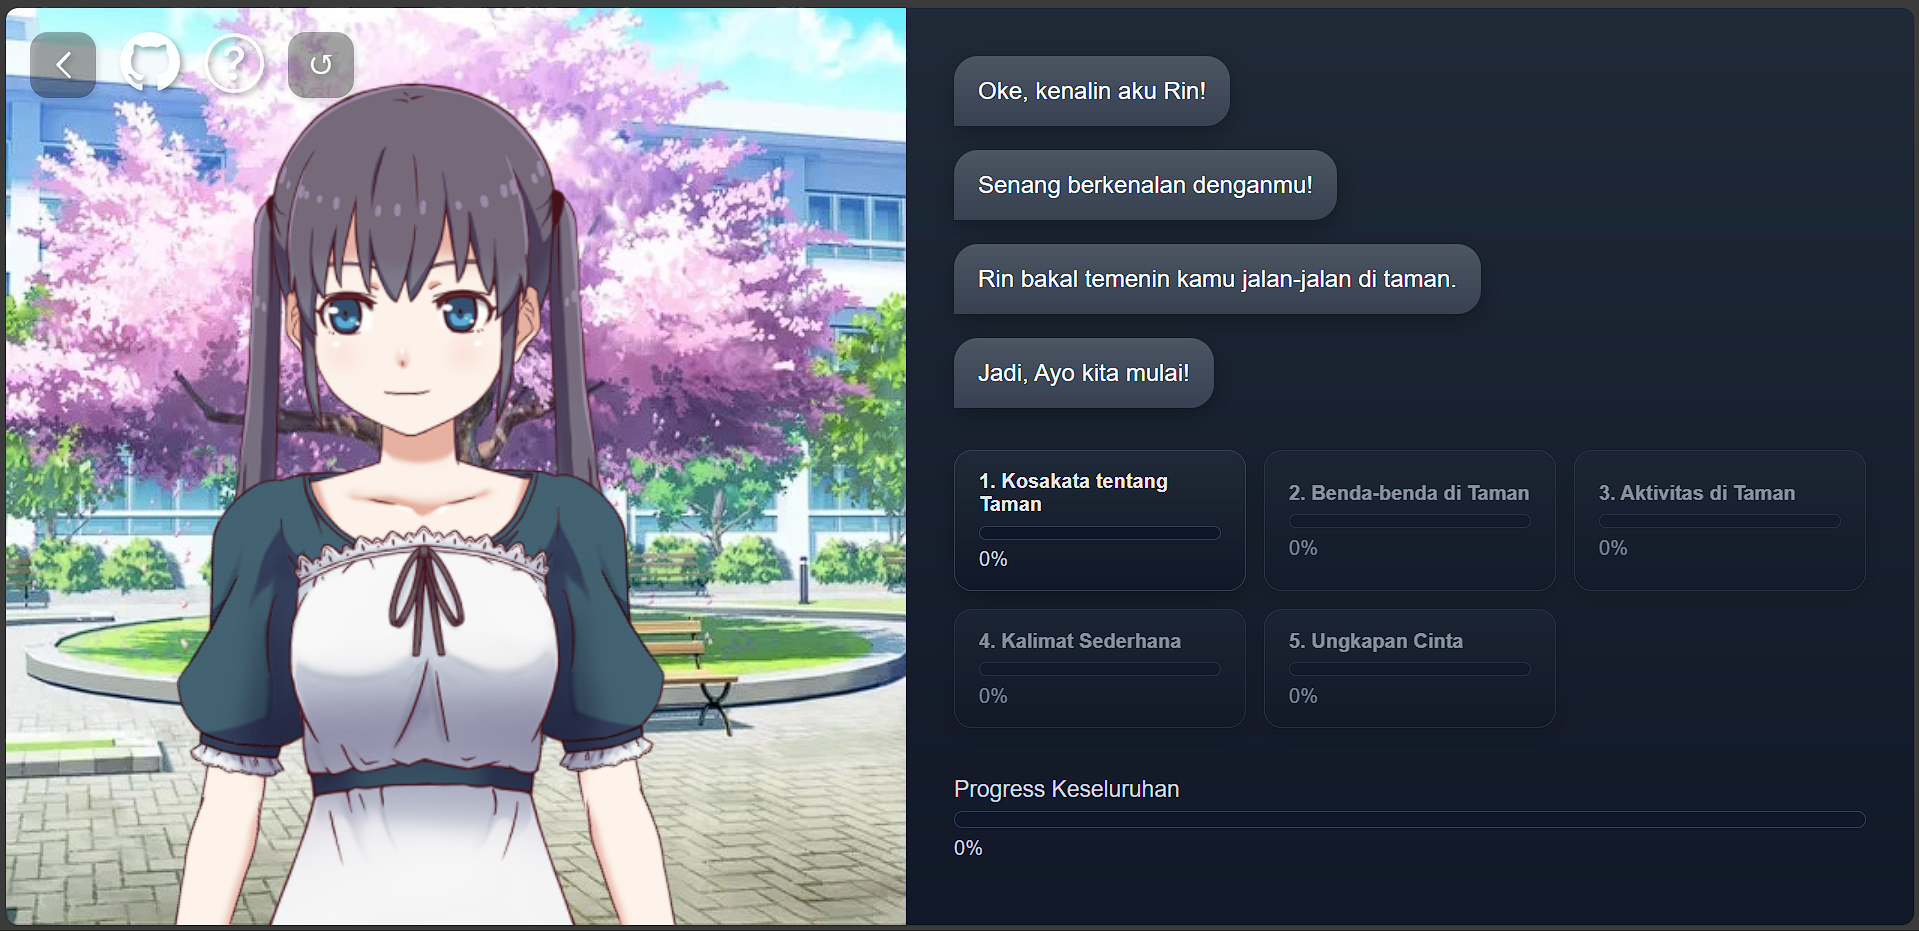 Oke, kenalin aku Rin!
Senang berkenalan denganmu!
Rin bakal temenin kamu jalan-jalan di taman.
Jadi, Ayo kita mulai!
1. Kosakata tentang
Taman
0%
2. Benda-benda di Taman
0%
3. Aktivitas di Taman
0%
4. Kalimat Sederhana
0%
5. Ungkapan Cinta
0%
Progress Keseluruhan
0%